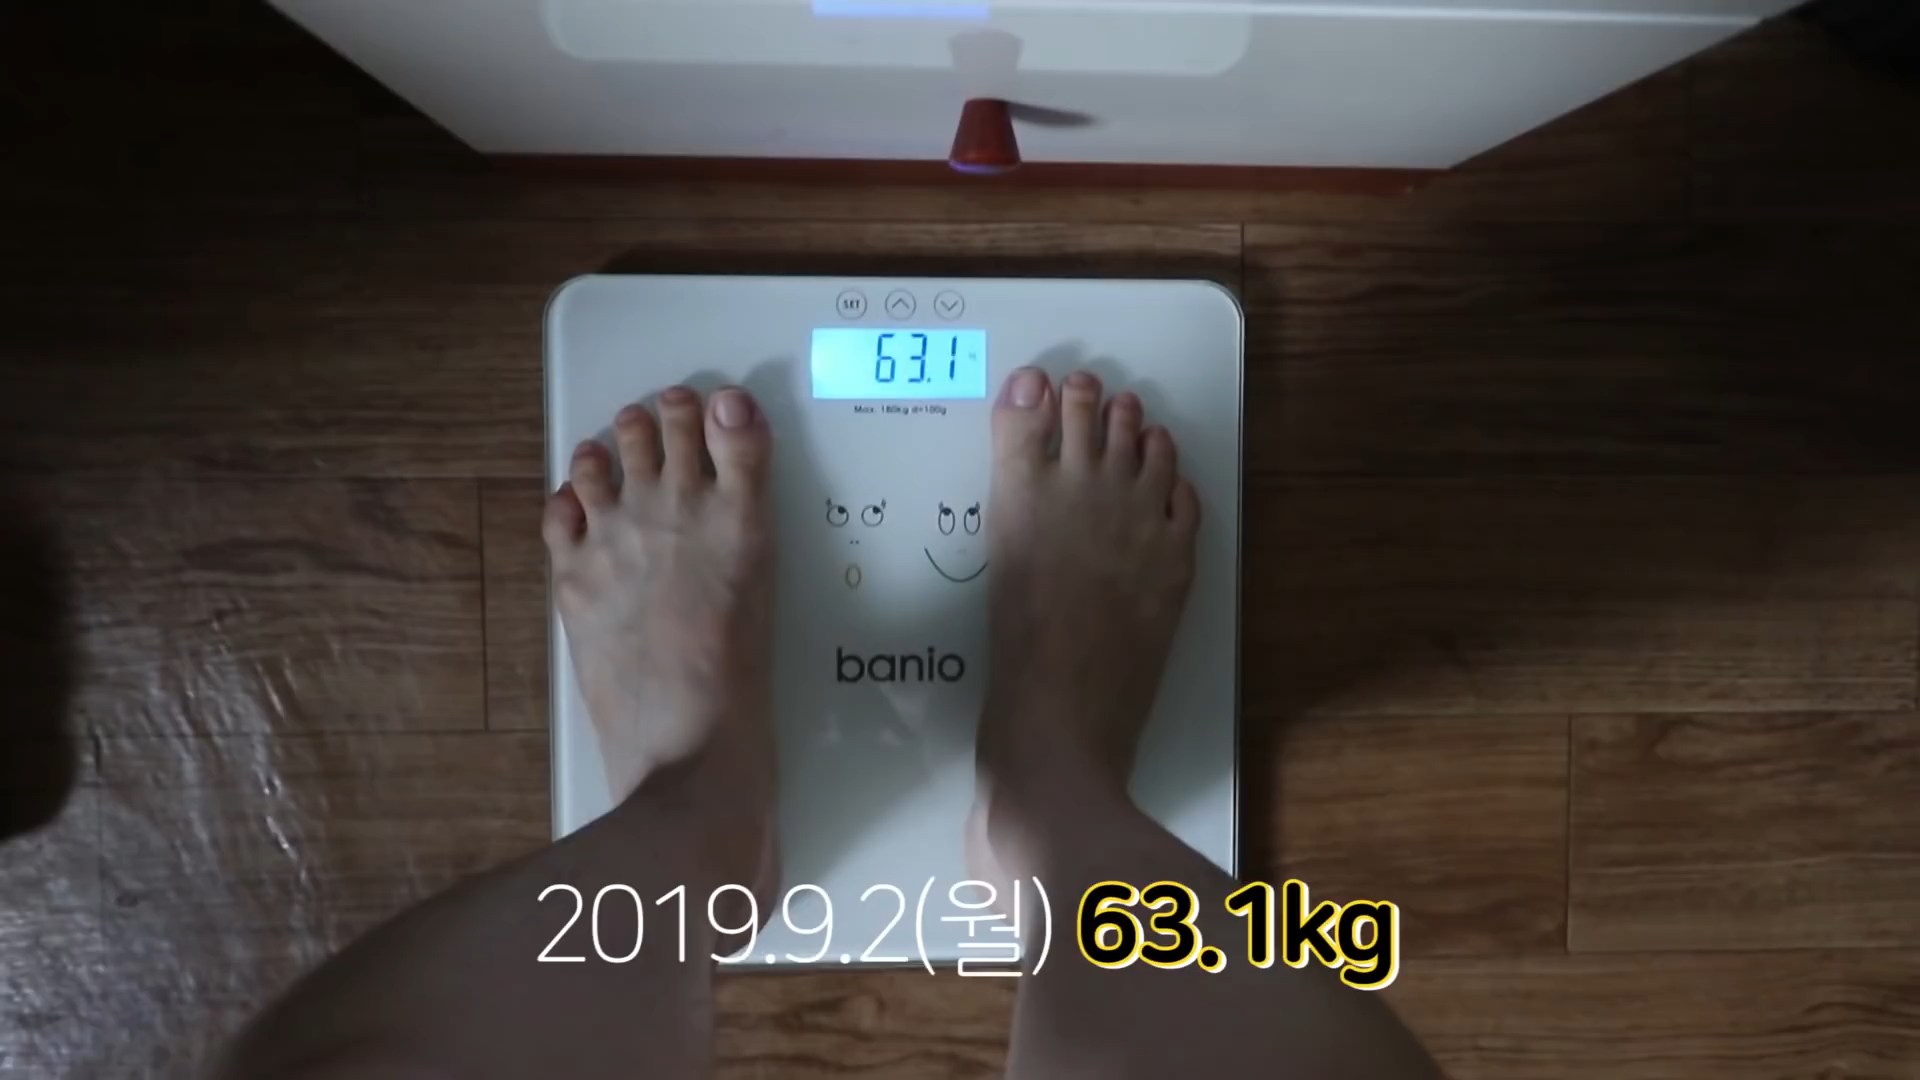 SET
63.1
Max. 180kg d=100g
banio
2019.9.2(월) 63.1kg